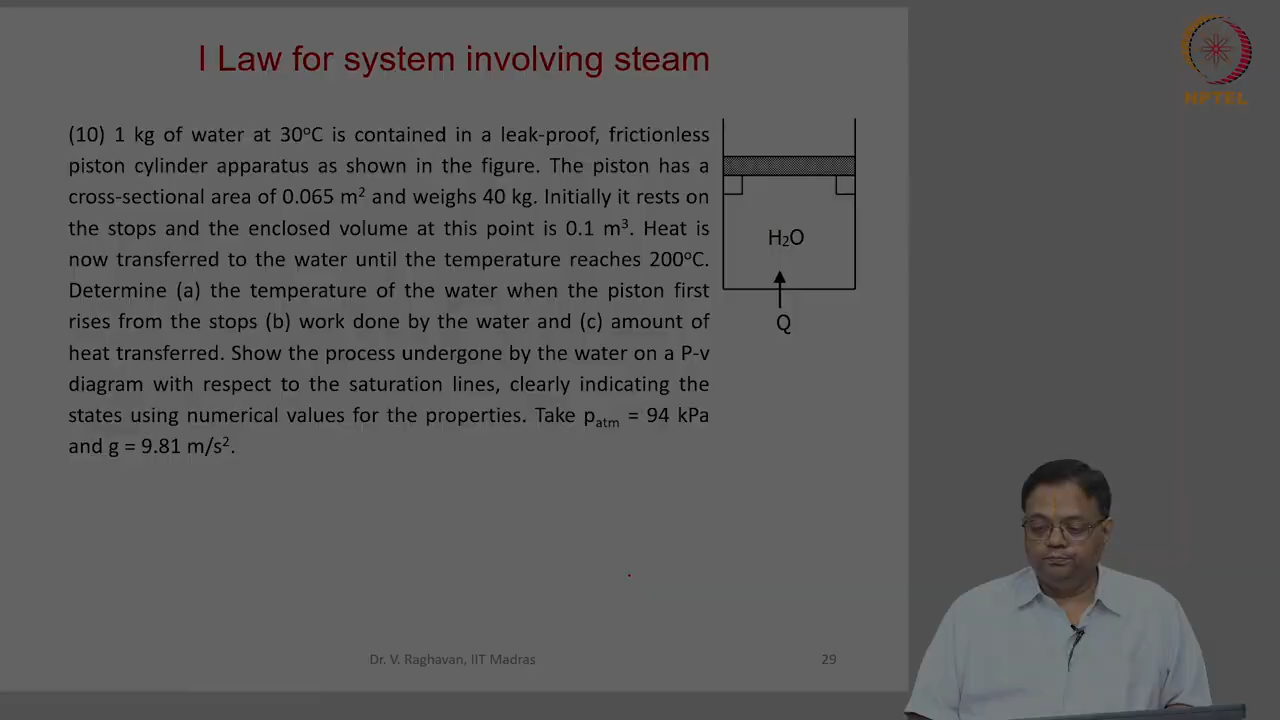 I Law for system involving steam
NPTEL
(10) 1 kg of water at 30°C is contained in a leak-proof, frictionless
piston cylinder apparatus as shown in the figure. The piston has a
cross-sectional area of 0.065 m² and weighs 40 kg. Initially it rests on
the stops and the enclosed volume at this point is 0.1 m³. Heat is
now transferred to the water until the temperature reaches 200°C.
Determine (a) the temperature of the water when the piston first
rises from the stops (b) work done by the water and (c) amount of
heat transferred. Show the process undergone by the water on a P-v
diagram with respect to the saturation lines, clearly indicating the
states using numerical values for the properties. Take pₐₜₘ = 94 kPa
and g = 9.81 m/s².
H₂O
Q
Dr. V. Raghavan, IIT Madras
29